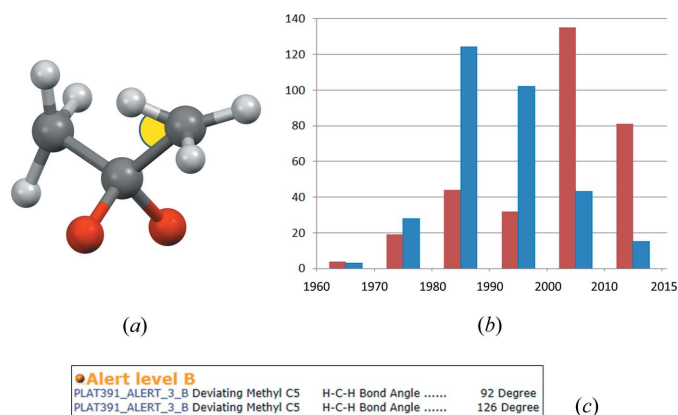 140
120
100
80
60
40
20
0
1960 1970 1980 1990 2000 2010 2015
(a) (b)
Alert level B
PLAT391_ALERT_3_B Deviating Methyl C5 H-C-H Bond Angle ...... 92 Degree
PLAT391_ALERT_3_B Deviating Methyl C5 H-C-H Bond Angle ...... 126 Degree
(c)